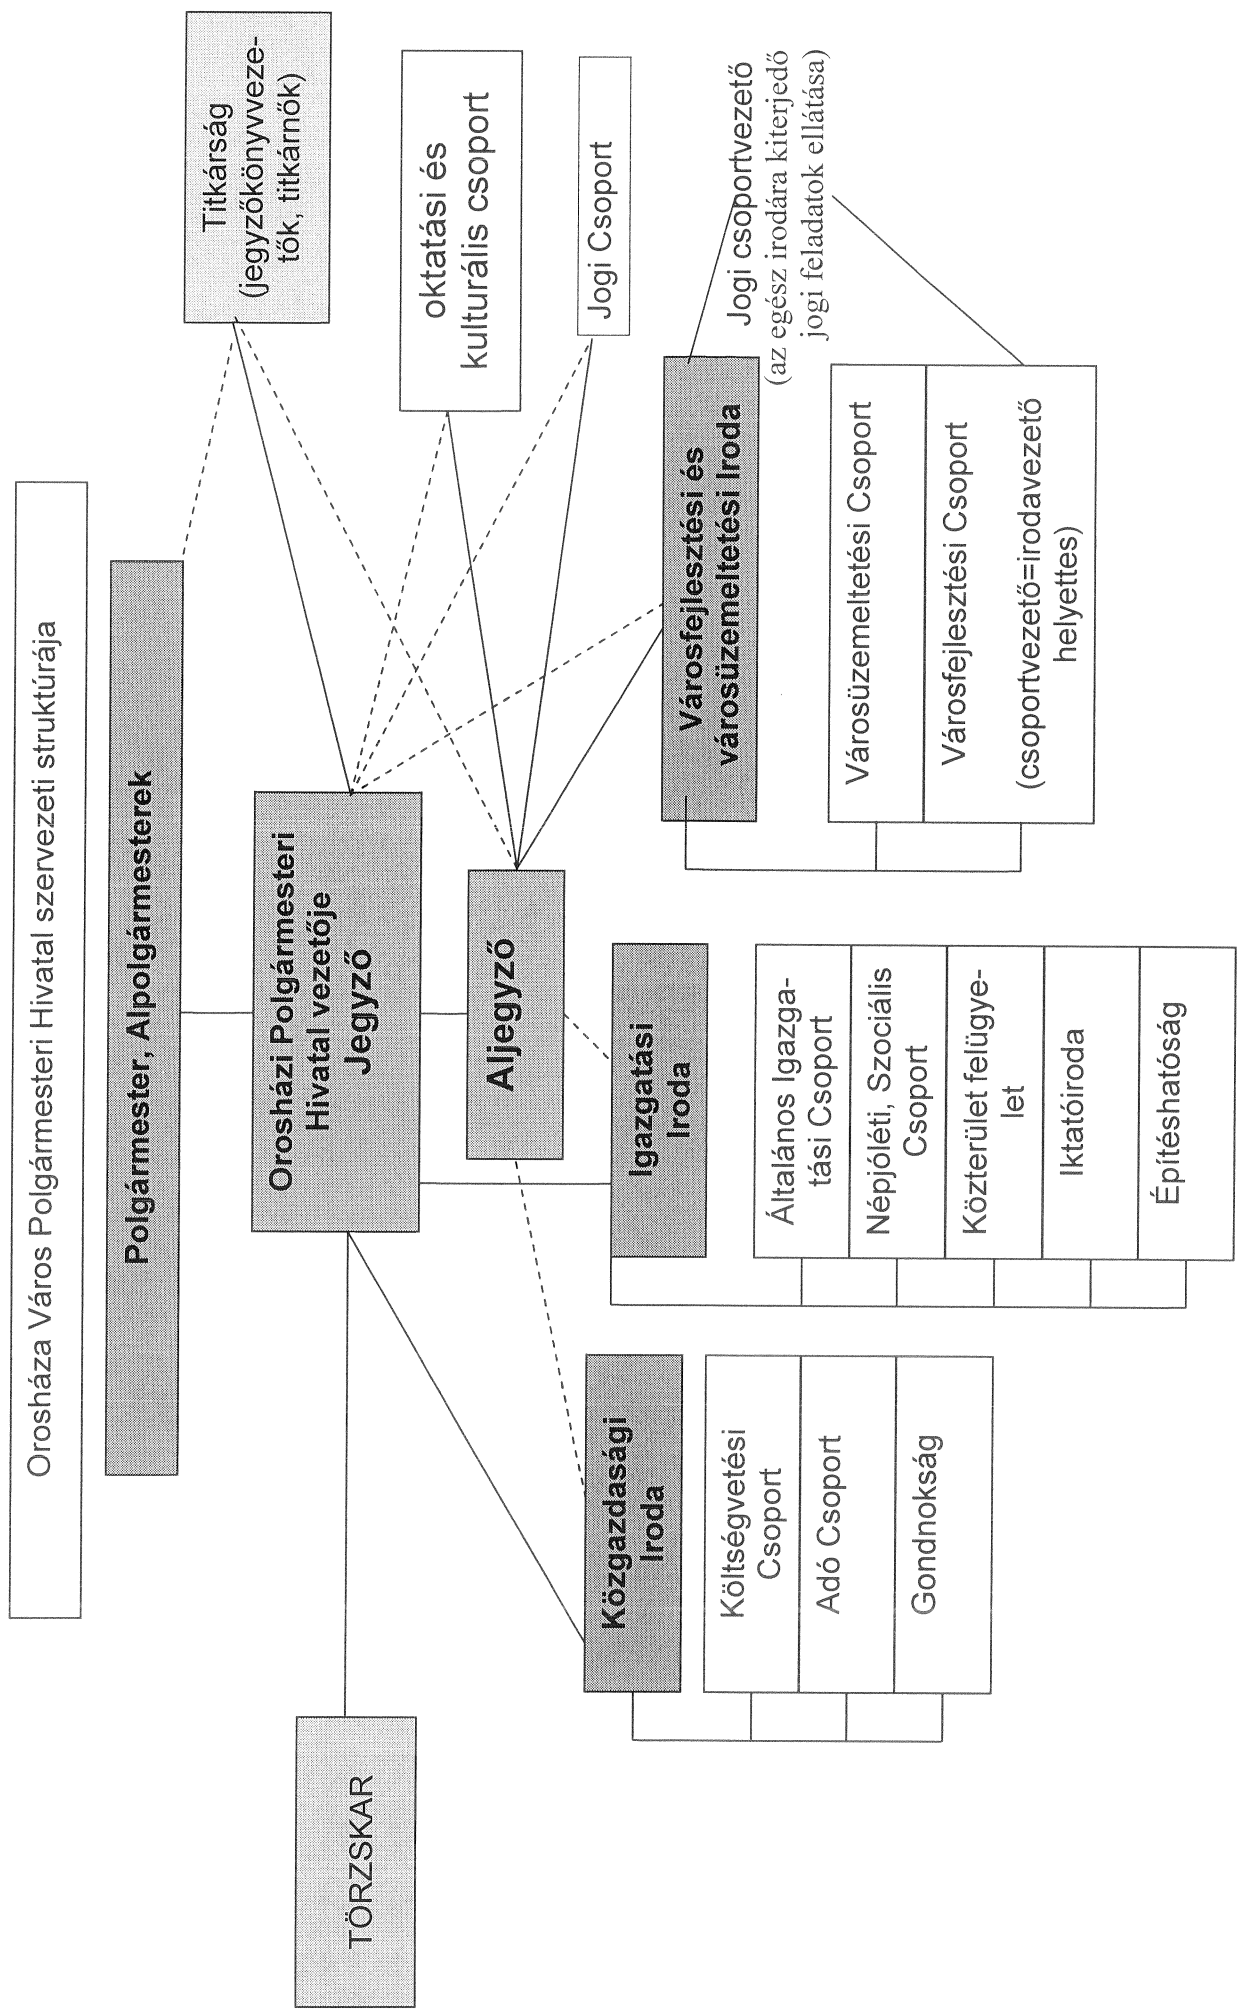 Orosháza Város Polgármesteri Hivatal szervezeti struktúrája
Polgármester, Alpolgármesterek
Titkárság
(jegyzőkönyvveze-
tők, titkárnők)
TÖRZSKAR
Orosházi Polgármesteri
Hivatal vezetője
Jegyző
oktatási és
kulturális csoport
Aljegyző
Jogi Csoport
Közgazdasági
Iroda
Költségvetési
Csoport
Adó Csoport
Gondnokság
Igazgatási
Iroda
Általános Igazga-
tási Csoport
Népjóléti, Szociális
Csoport
Közterület felügye-
let
Iktatóiroda
Építéshatóság
Városfejlesztési és
városüzemeltetési Iroda
Jogi csoportvezető
(az egész irodára kiterjedő
jogi feladatok ellátása)
Városüzemeltetési Csoport
Városfejlesztési Csoport
(csoportvezető=irodavezető
helyettes)